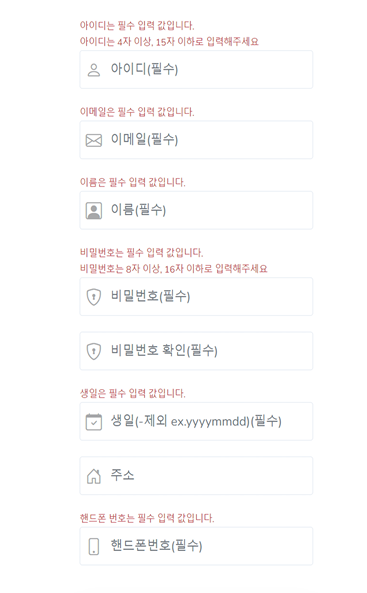 아이디는 필수 입력 값입니다.
아이디는 4자 이상, 15자 이하로 입력해주세요
아이디(필수)
이메일은 필수 입력 값입니다.
이메일(필수)
이름은 필수 입력 값입니다.
이름(필수)
비밀번호는 필수 입력 값입니다.
비밀번호는 8자 이상, 16자 이하로 입력해주세요
비밀번호(필수)
비밀번호 확인(필수)
생일은 필수 입력 값입니다.
생일(-제외 ex.yyyymmdd)(필수)
주소
핸드폰 번호는 필수 입력 값입니다.
핸드폰번호(필수)